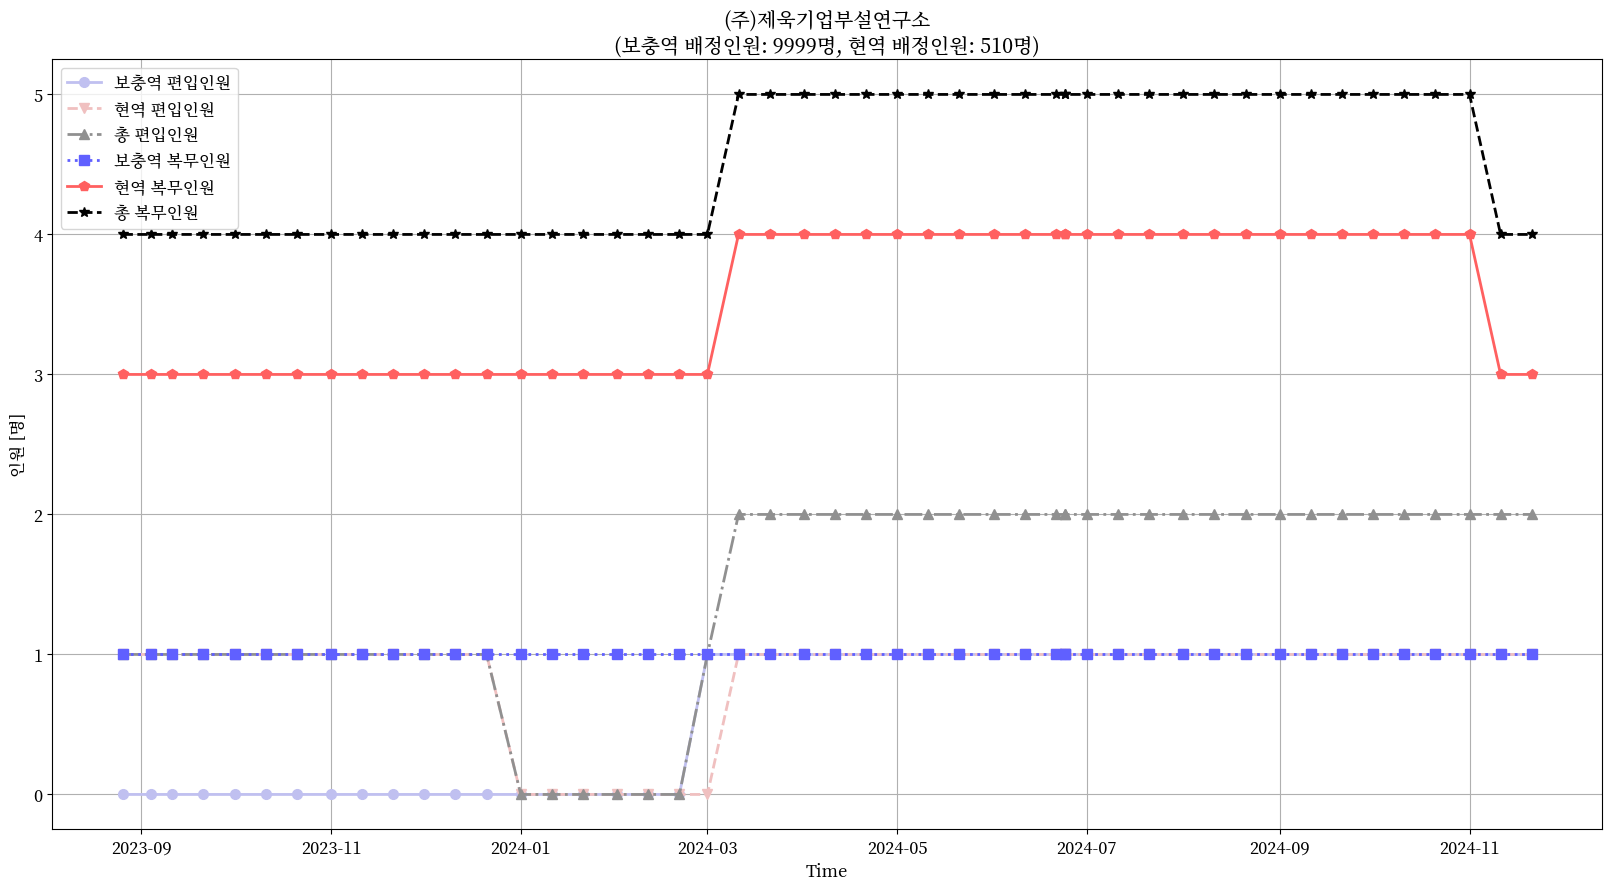 (주)제욱기업부설연구소
(보충역 배정인원: 9999명, 현역 배정인원: 510명)
보충역 편입인원
현역 편입인원
총 편입인원
보충역 복무인원
현역 복무인원
총 복무인원
인원 [명]
5
4
3
2
1
0
2023-09
2023-11
2024-01
2024-03
2024-05
2024-07
2024-09
2024-11
Time